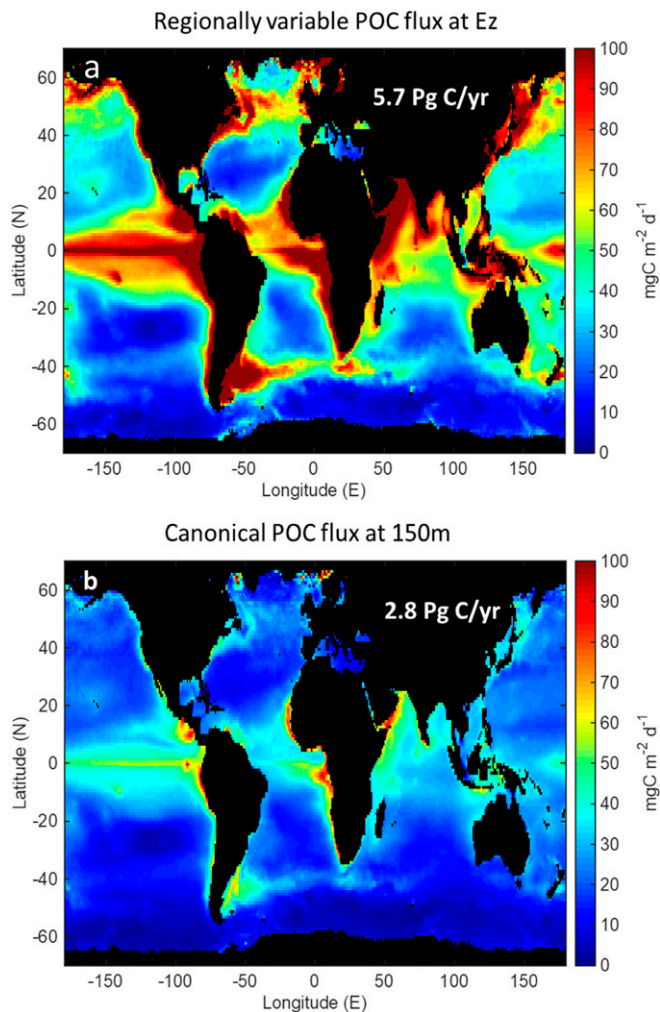 Regionally variable POC flux at Ez
a
5.7 Pg C/yr
60
40
20
0
-20
-40
-60
Latitude (N)
-150 -100 -50 0 50 100 150
Longitude (E)
100
90
80
70
60
50
40
30
20
10
0
mgC m⁻² d⁻¹
Canonical POC flux at 150m
b
2.8 Pg C/yr
60
40
20
0
-20
-40
-60
Latitude (N)
-150 -100 -50 0 50 100 150
Longitude (E)
100
90
80
70
60
50
40
30
20
10
0
mgC m⁻² d⁻¹